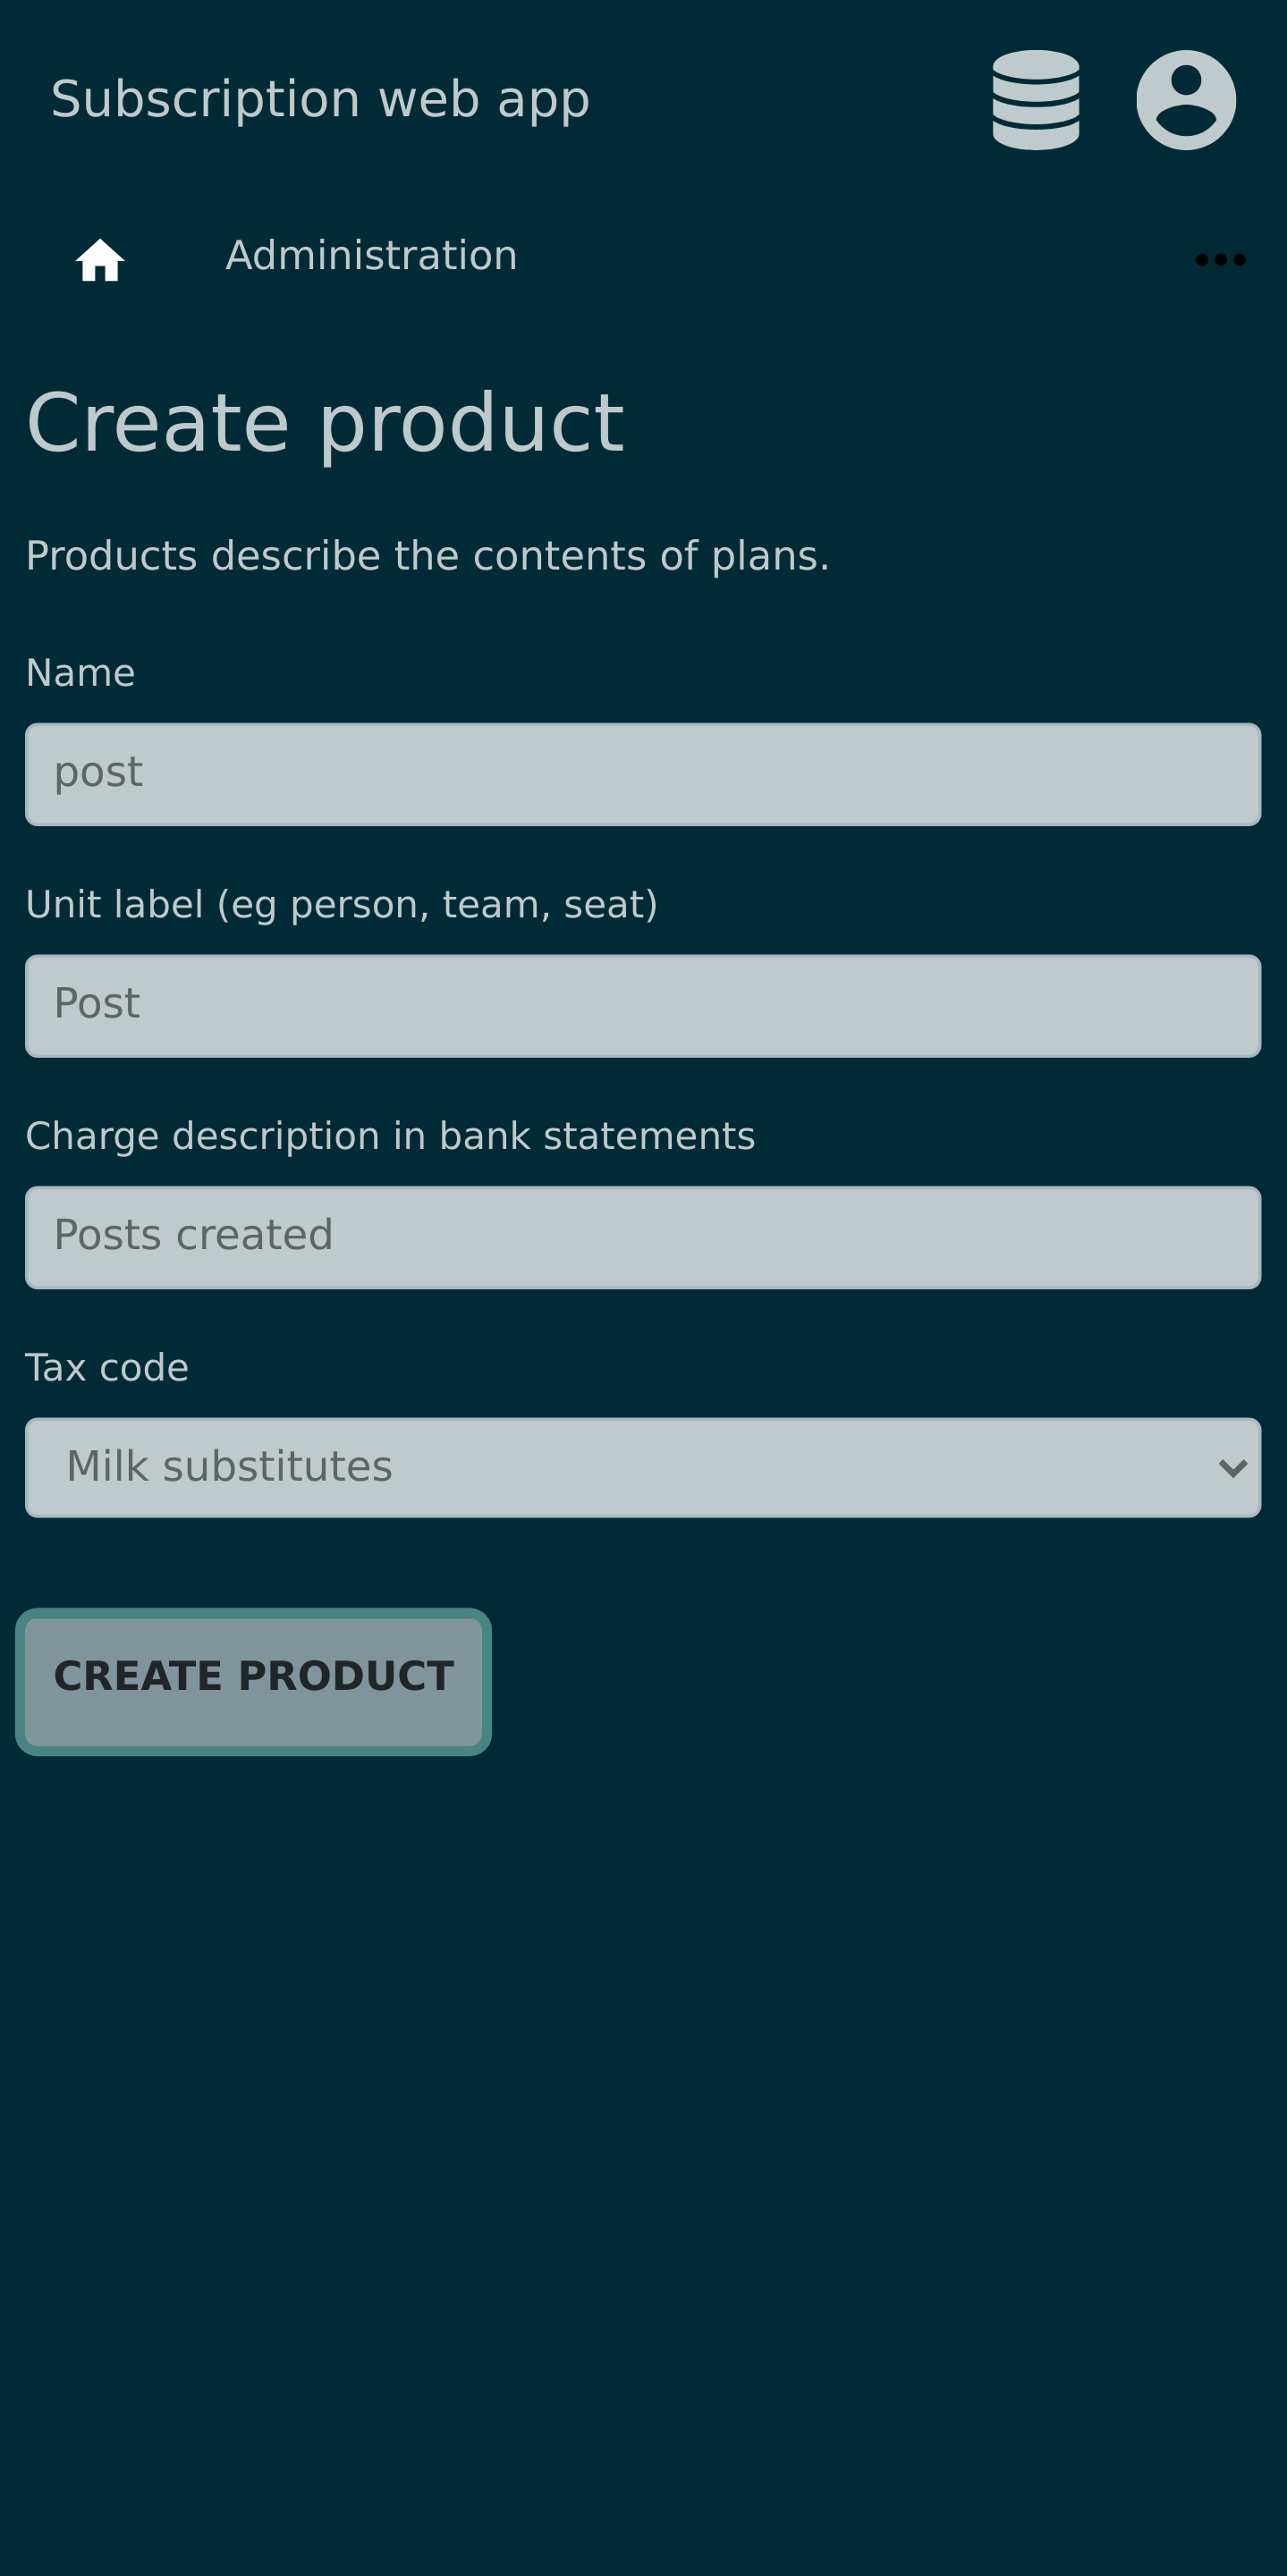 Subscription web app
Administration
Create product
Products describe the contents of plans.
Name
post
Unit label (eg person, team, seat)
Post
Charge description in bank statements
Posts created
Tax code
Milk substitutes
CREATE PRODUCT